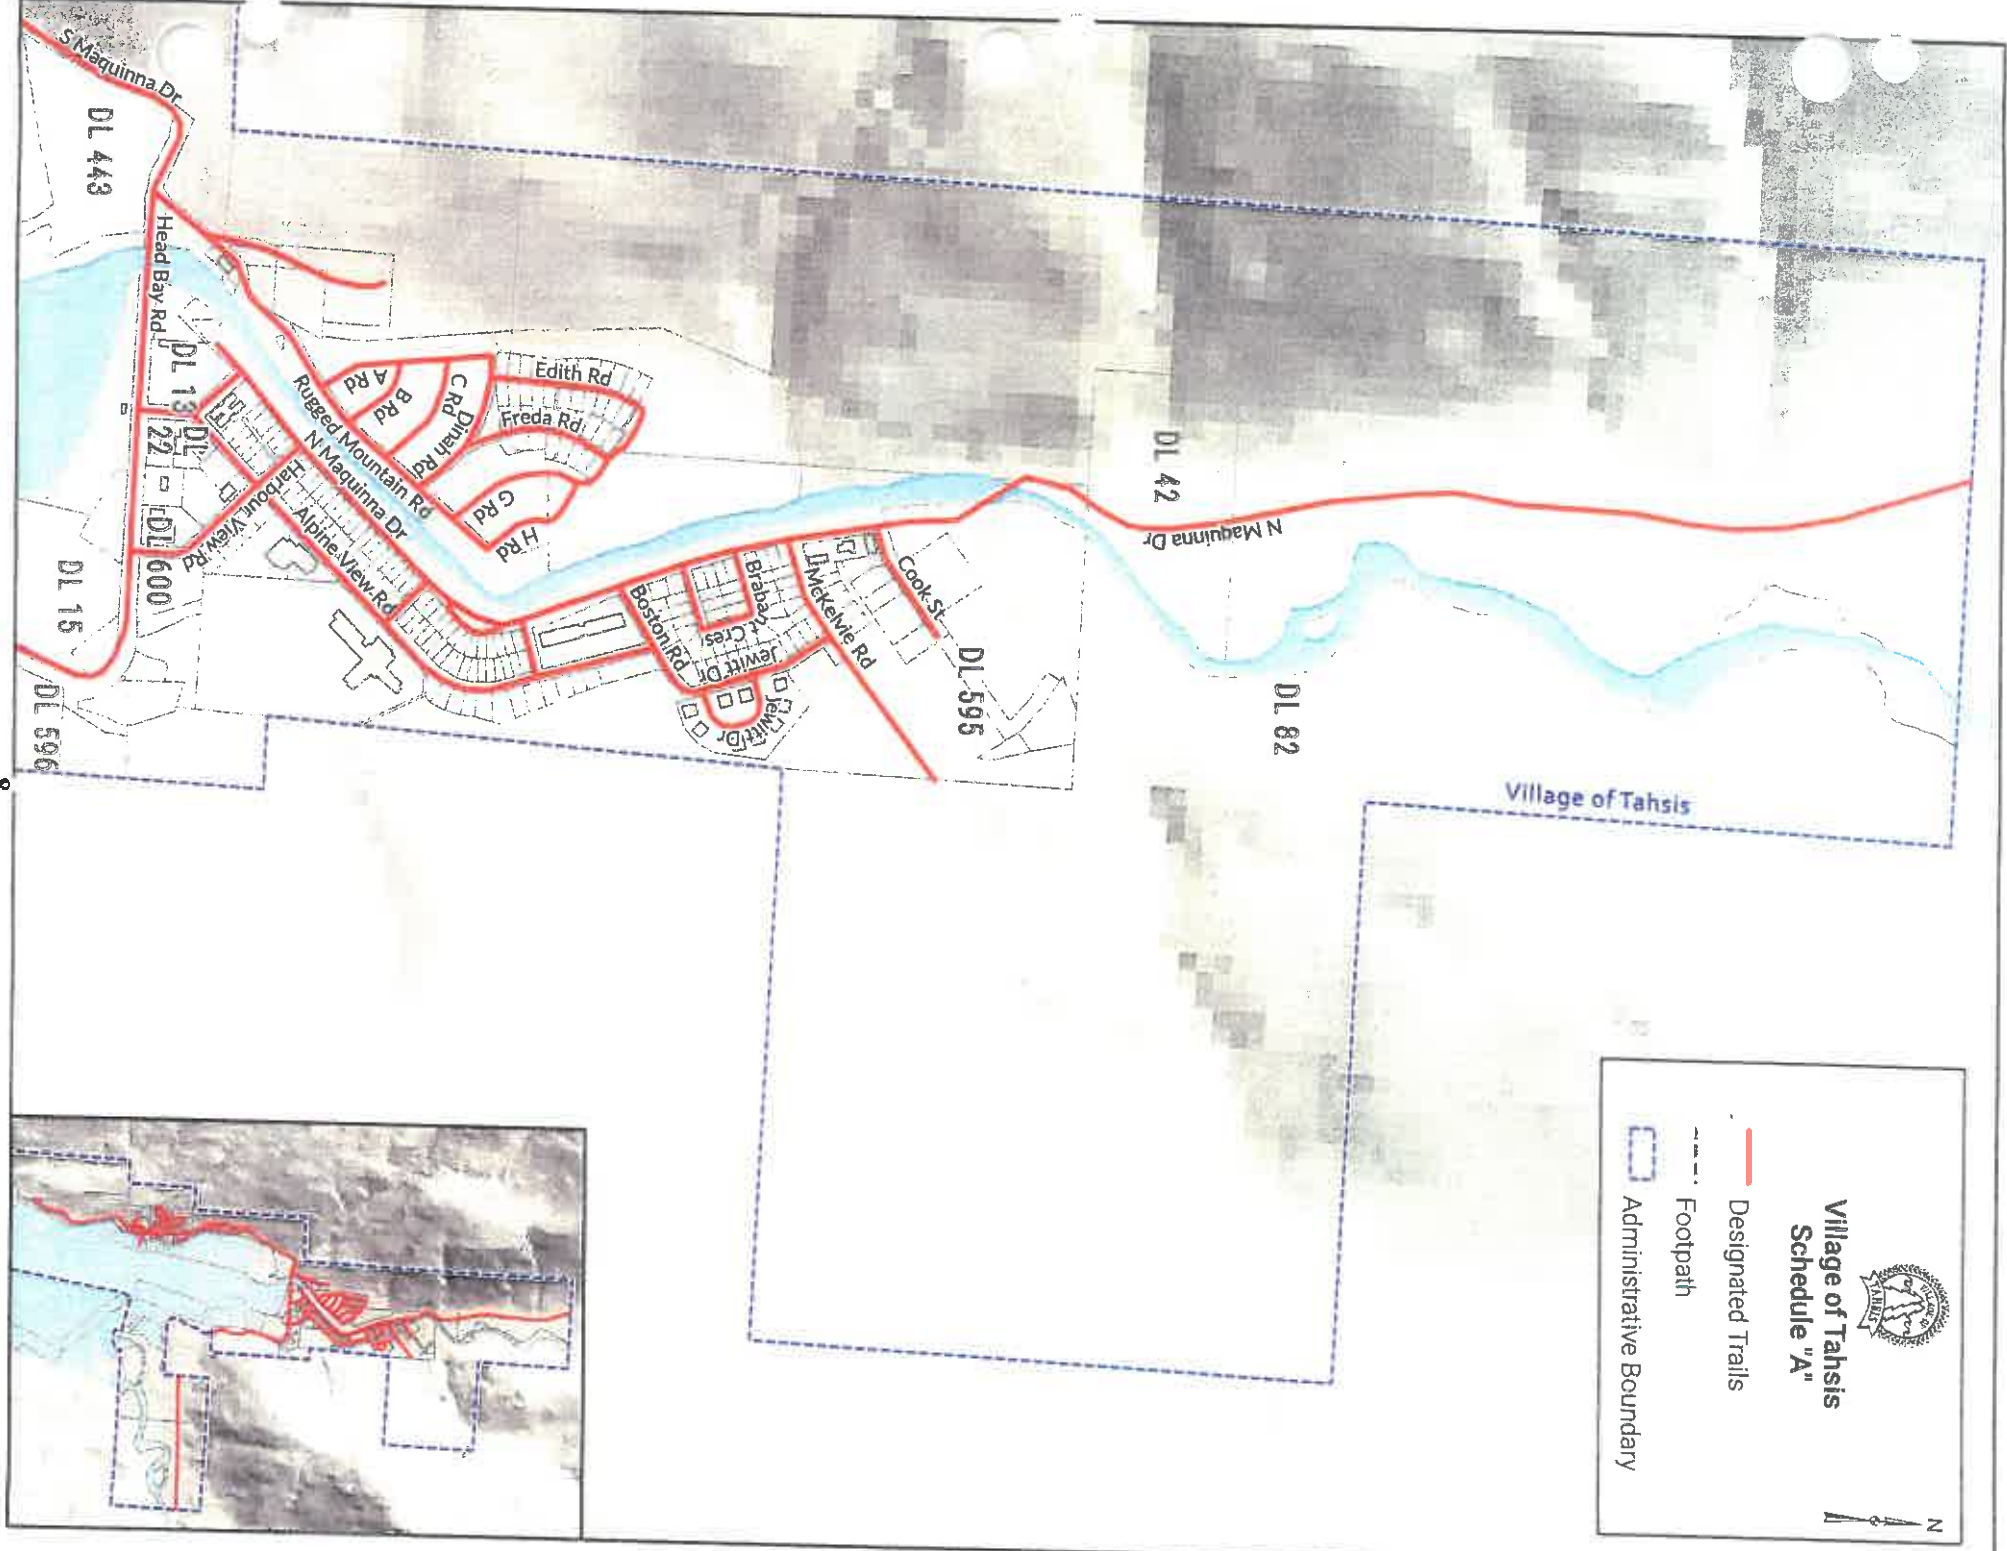 Village of Tahsis
Schedule "A"
N
Designated Trails
Footpath
Administrative Boundary
Village of Tahsis
N Maquinna Dr
DL 42
DL 82
DL 595
Cook St
McKelvie Rd
Brabant Cres
Jewitt Dr
Jewitt Dr
Boston Rd
Edith Rd
Freda Rd
G Rd
H Rd
Dinah Rd
C Rd
B Rd
A Rd
Rugged Mountain Rd
N Maquinna Dr
Alpine View Rd
Harbour View Rd
Head Bay Rd
S Maquinna Dr
DL 443
DL 13
DL
22
DL 600
DL 15
DL 596
TAHSIS